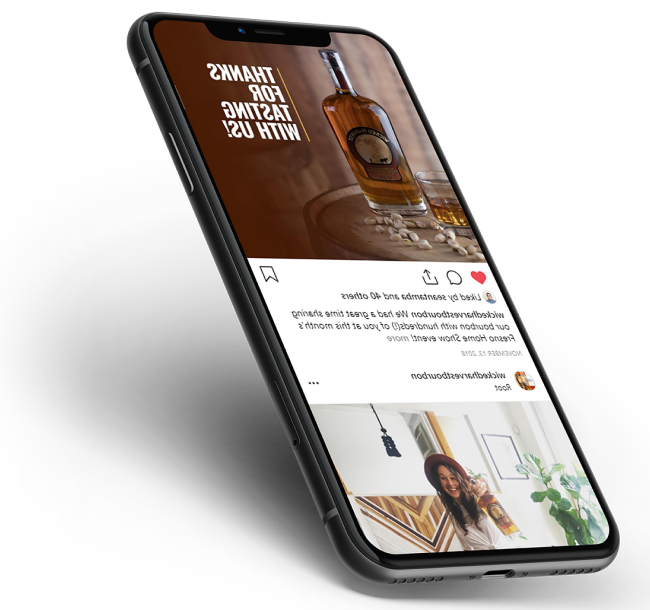 THANKS
FOR
TASTING
WITH US!
Liked by seantamba and 40 others
wickedharvestbourbon We had a great time sharing
our bourbon with hundreds(!) of you at this month's
Fresno Home Show event! more
NOVEMBER 13, 2018
wickedharvestbourbon
Root